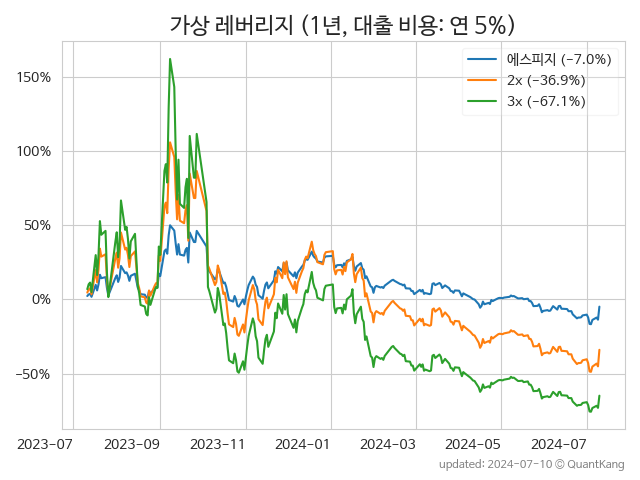 가상 레버리지 (1년, 대출 비용: 연 5%)
에스피지 (−7.0%)
2x (−36.9%)
3x (−67.1%)
150%
100%
50%
0%
−50%
2023-07 2023-09 2023-11 2024-01 2024-03 2024-05 2024-07
updated: 2024-07-10 © QuantKang